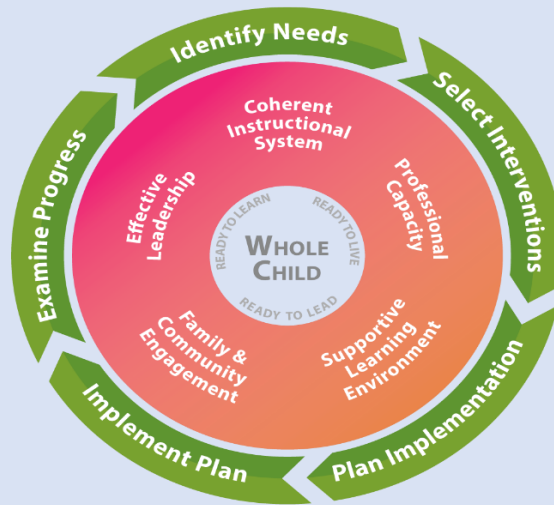 Identify Needs
Select Interventions
Plan Implementation
Implement Plan
Examine Progress
Coherent
Instructional
System
Professional
Capacity
Supportive
Learning
Environment
Family &
Community
Engagement
Effective
Leadership
READY TO LEARN
READY TO LIVE
READY TO LEAD
WHOLE
CHILD